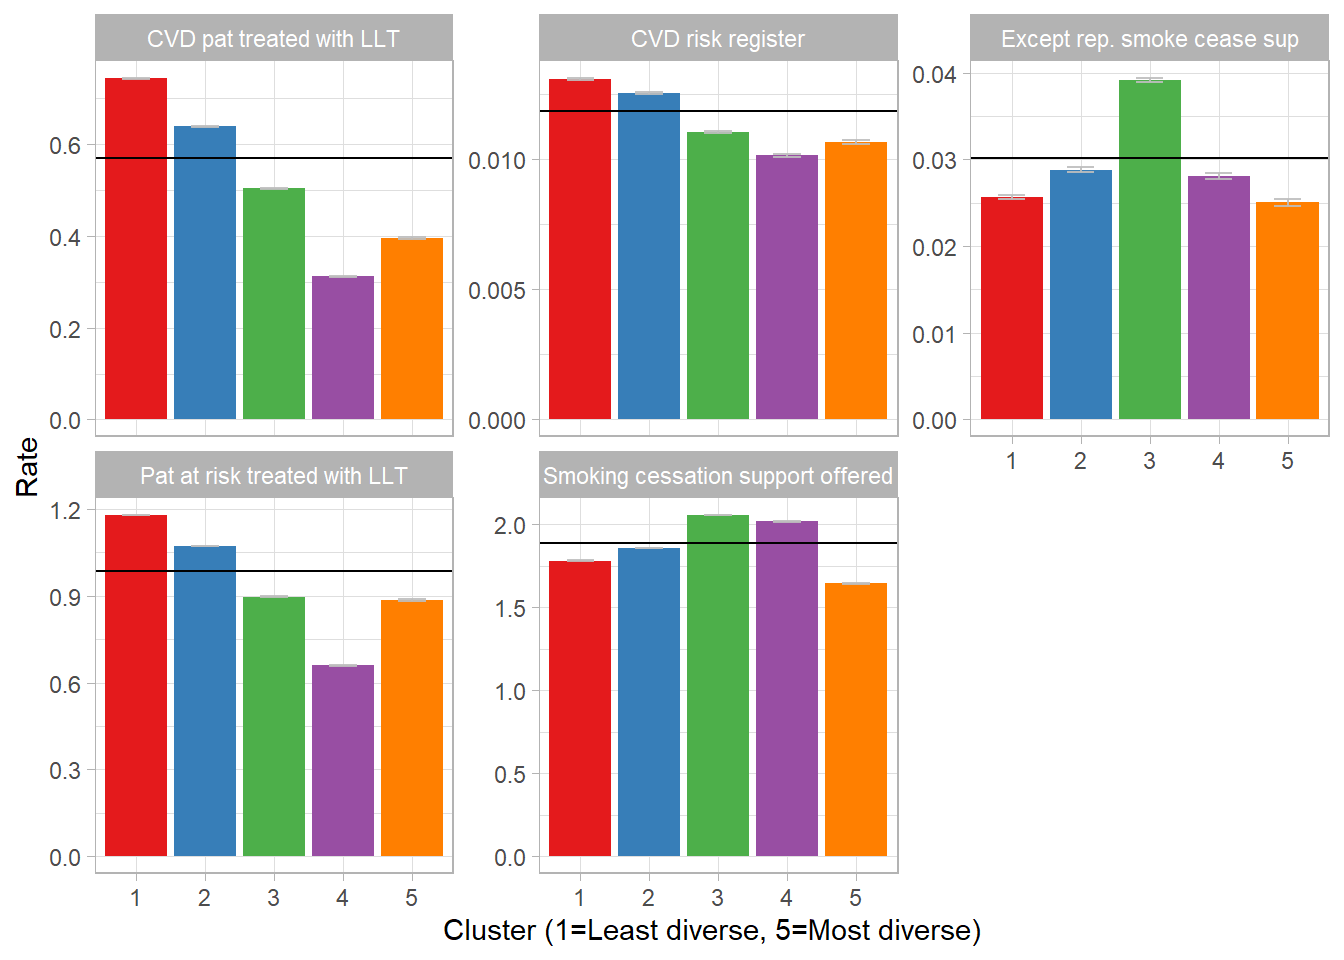 CVD pat treated with LLT
CVD risk register
Except rep. smoke cease sup
0.6
0.4
0.2
0.0
0.010
0.005
0.000
0.04
0.03
0.02
0.01
0.00
1 2 3 4 5
Rate
Pat at risk treated with LLT
Smoking cessation support offered
1.2
0.9
0.6
0.3
0.0
2.0
1.5
1.0
0.5
0.0
1 2 3 4 5
1 2 3 4 5
Cluster (1=Least diverse, 5=Most diverse)